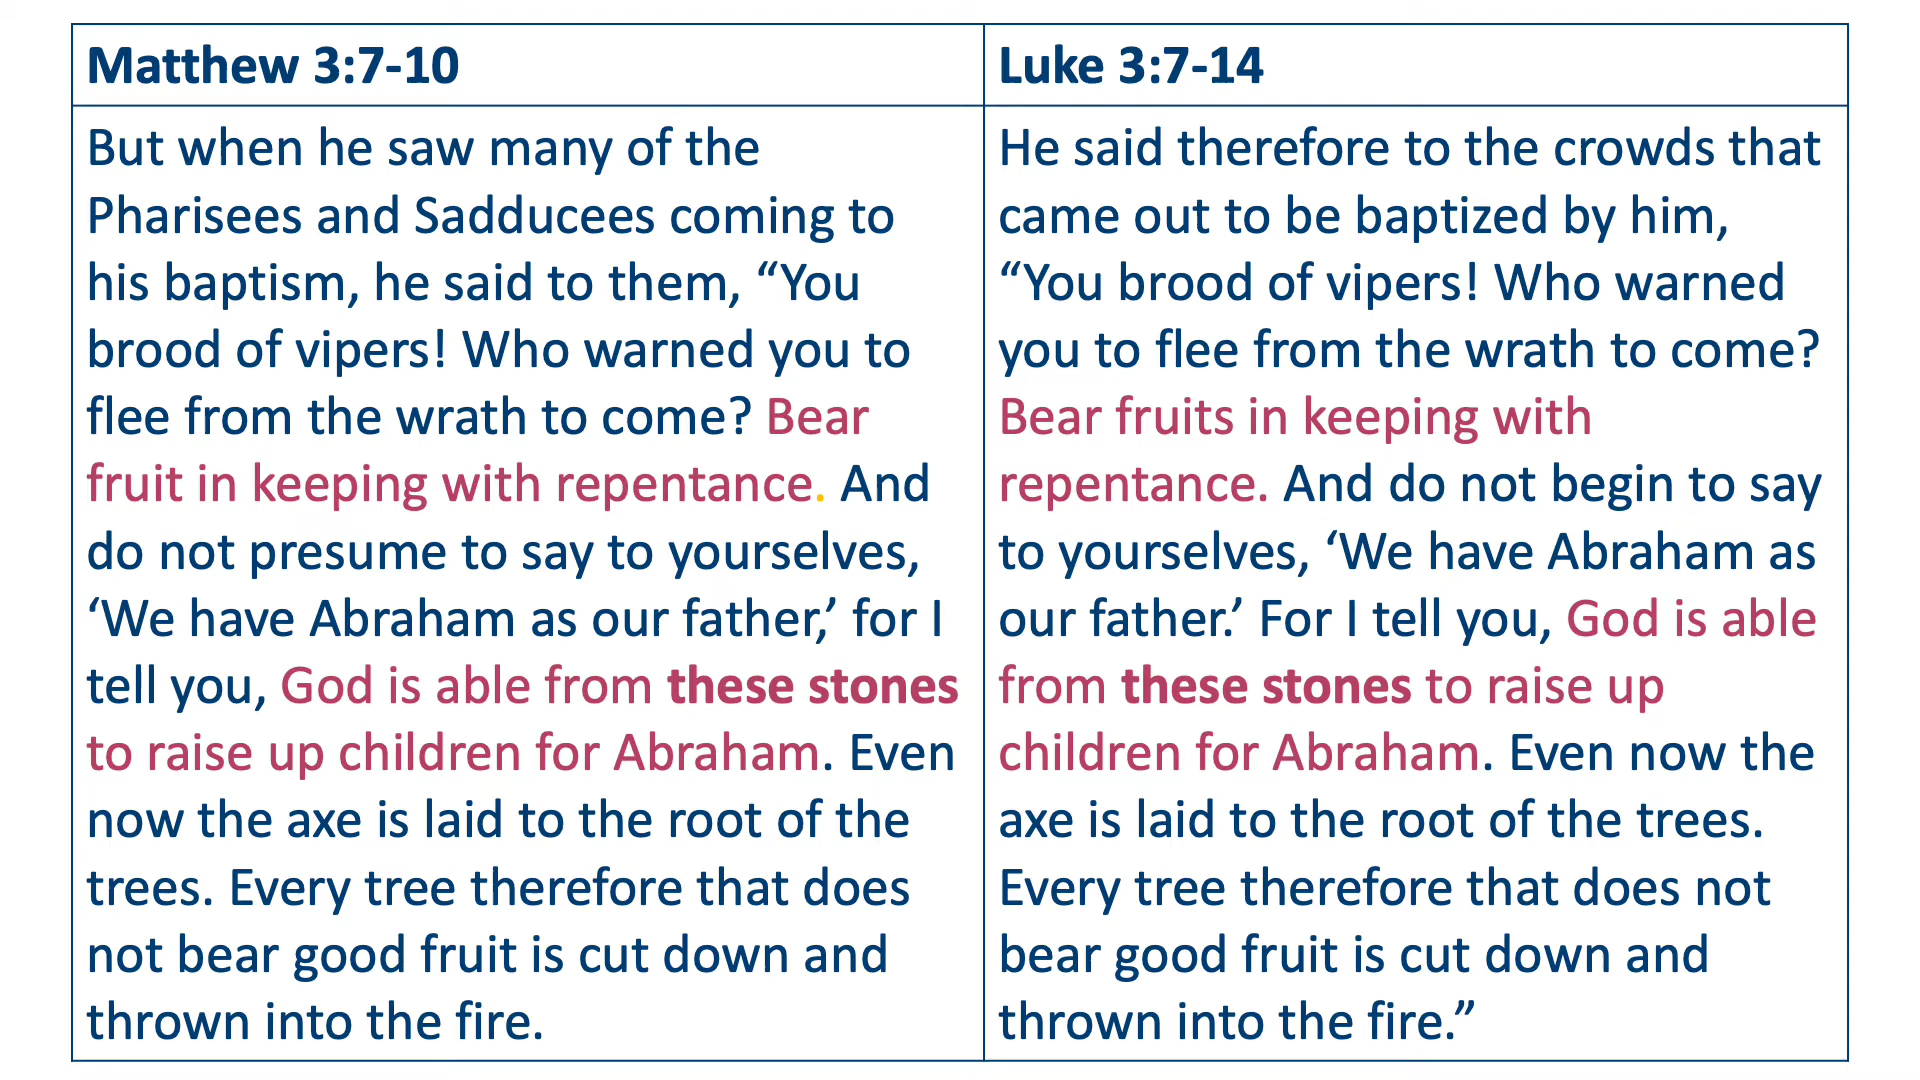 Matthew 3:7-10
But when he saw many of the
Pharisees and Sadducees coming to
his baptism, he said to them, “You
brood of vipers! Who warned you to
flee from the wrath to come? Bear
fruit in keeping with repentance. And
do not presume to say to yourselves,
‘We have Abraham as our father,’ for I
tell you, God is able from these stones
to raise up children for Abraham. Even
now the axe is laid to the root of the
trees. Every tree therefore that does
not bear good fruit is cut down and
thrown into the fire.
Luke 3:7-14
He said therefore to the crowds that
came out to be baptized by him,
“You brood of vipers! Who warned
you to flee from the wrath to come?
Bear fruits in keeping with
repentance. And do not begin to say
to yourselves, ‘We have Abraham as
our father.’ For I tell you, God is able
from these stones to raise up
children for Abraham. Even now the
axe is laid to the root of the trees.
Every tree therefore that does not
bear good fruit is cut down and
thrown into the fire.”